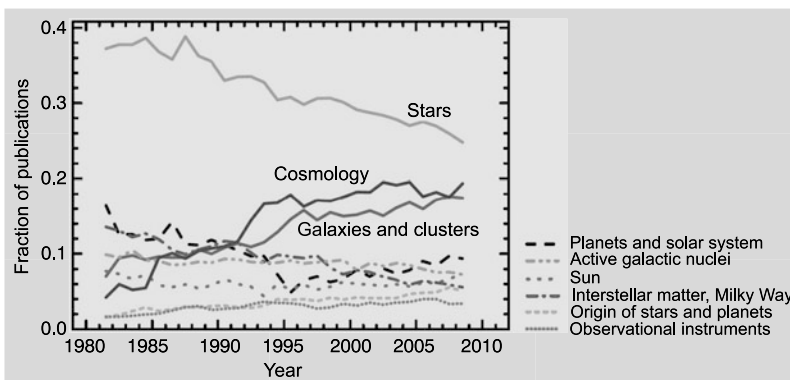 0.4
0.3
0.2
0.1
0.0
Fraction of publications
Stars
Cosmology
Galaxies and clusters
1980 1985 1990 1995 2000 2005 2010
Year
Planets and solar system
Active galactic nuclei
Sun
Interstellar matter, Milky Way
Origin of stars and planets
Observational instruments